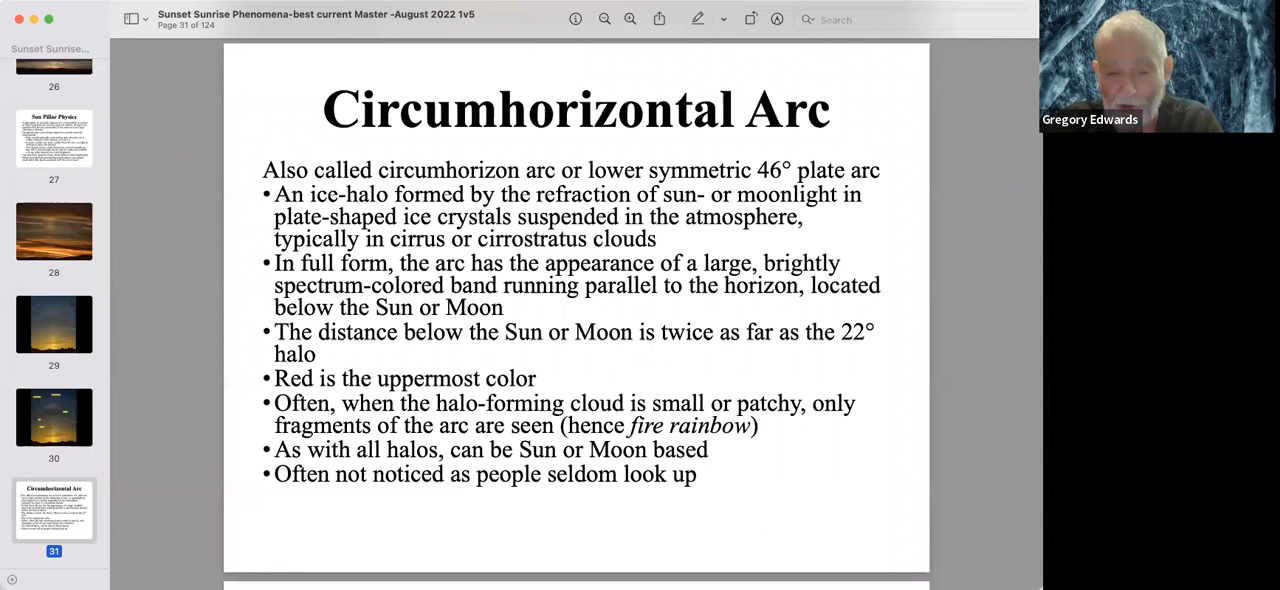 Sunset Sunrise Phenomena-best current Master -August 2022 1v5
Page 31 of 124
Search
Sunset Sunrise...
26
Sun Pillar Physics
27
28
29
30
Circumhorizontal Arc
31
Circumhorizontal Arc
Also called circumhorizon arc or lower symmetric 46° plate arc
• An ice-halo formed by the refraction of sun- or moonlight in
plate-shaped ice crystals suspended in the atmosphere,
typically in cirrus or cirrostratus clouds
• In full form, the arc has the appearance of a large, brightly
spectrum-colored band running parallel to the horizon, located
below the Sun or Moon
• The distance below the Sun or Moon is twice as far as the 22°
halo
• Red is the uppermost color
• Often, when the halo-forming cloud is small or patchy, only
fragments of the arc are seen (hence fire rainbow)
• As with all halos, can be Sun or Moon based
• Often not noticed as people seldom look up
Gregory Edwards